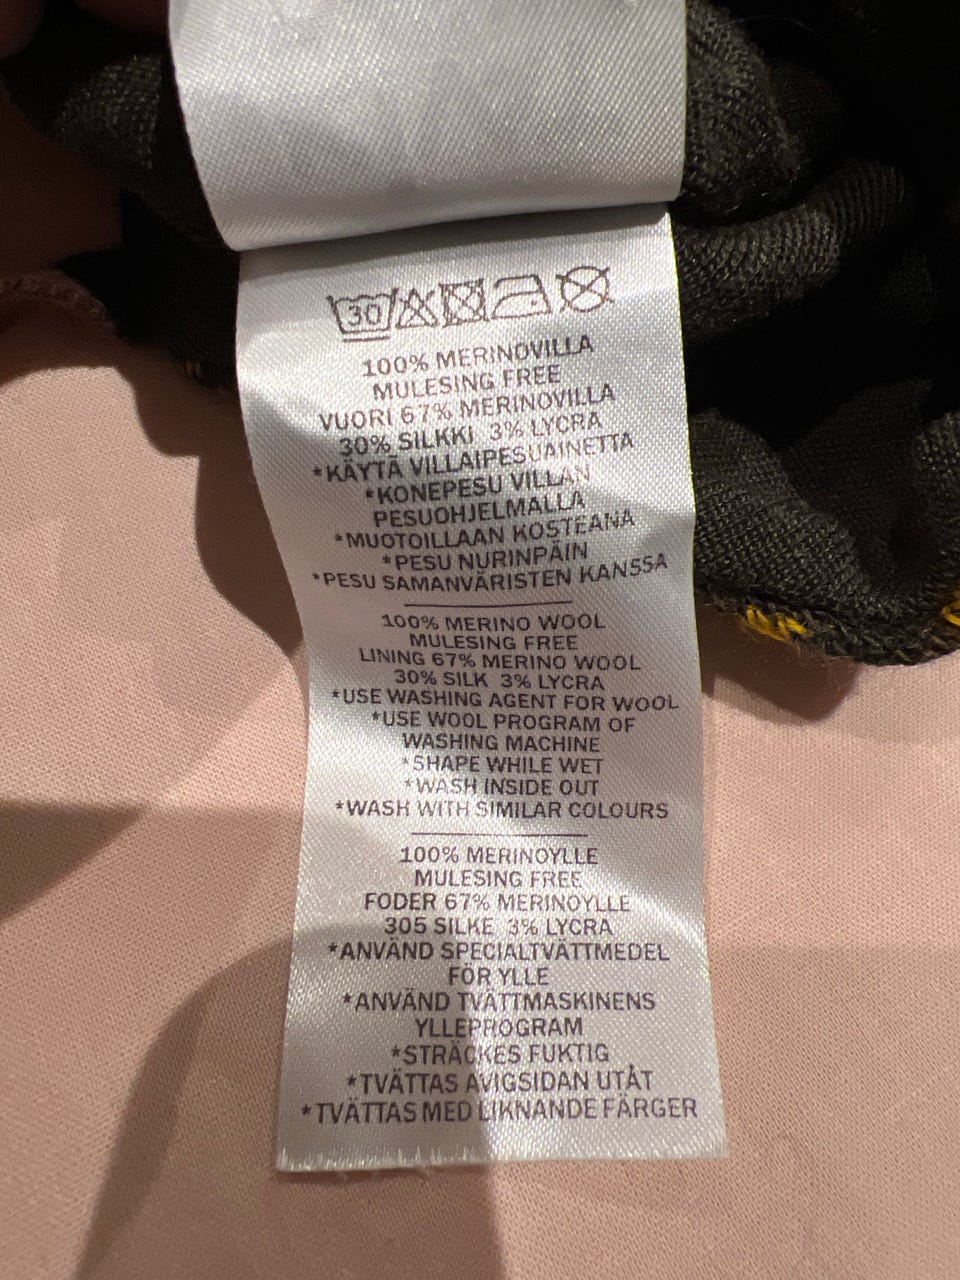 30
100% MERINOVILLA
MULESING FREE
VUORI 67% MERINOVILLA
30% SILKKI 3% LYCRA
*KÄYTÄ VILLAIPESUAINETTA
*KONEPESU VILLAN
PESUOHJELMALLA
*MUOTOILLAAN KOSTEANA
*PESU NURINPÄIN
*PESU SAMANVÄRISTEN KANSSA
100% MERINO WOOL
MULESING FREE
LINING 67% MERINO WOOL
30% SILK 3% LYCRA
*USE WASHING AGENT FOR WOOL
*USE WOOL PROGRAM OF
WASHING MACHINE
*SHAPE WHILE WET
*WASH INSIDE OUT
*WASH WITH SIMILAR COLOURS
100% MERINOYLLE
MULESING FREE
FODER 67% MERINOYLLE
305 SILKE 3% LYCRA
*ANVÄND SPECIALTVÄTTMEDEL
FÖR YLLE
*ANVÄND TVÄTTMASKINENS
YLLEPROGRAM
*STRÄCKES FUKTIG
*TVÄTTAS AVIGSIDAN UTÅT
*TVÄTTAS MED LIKNANDE FÄRGER